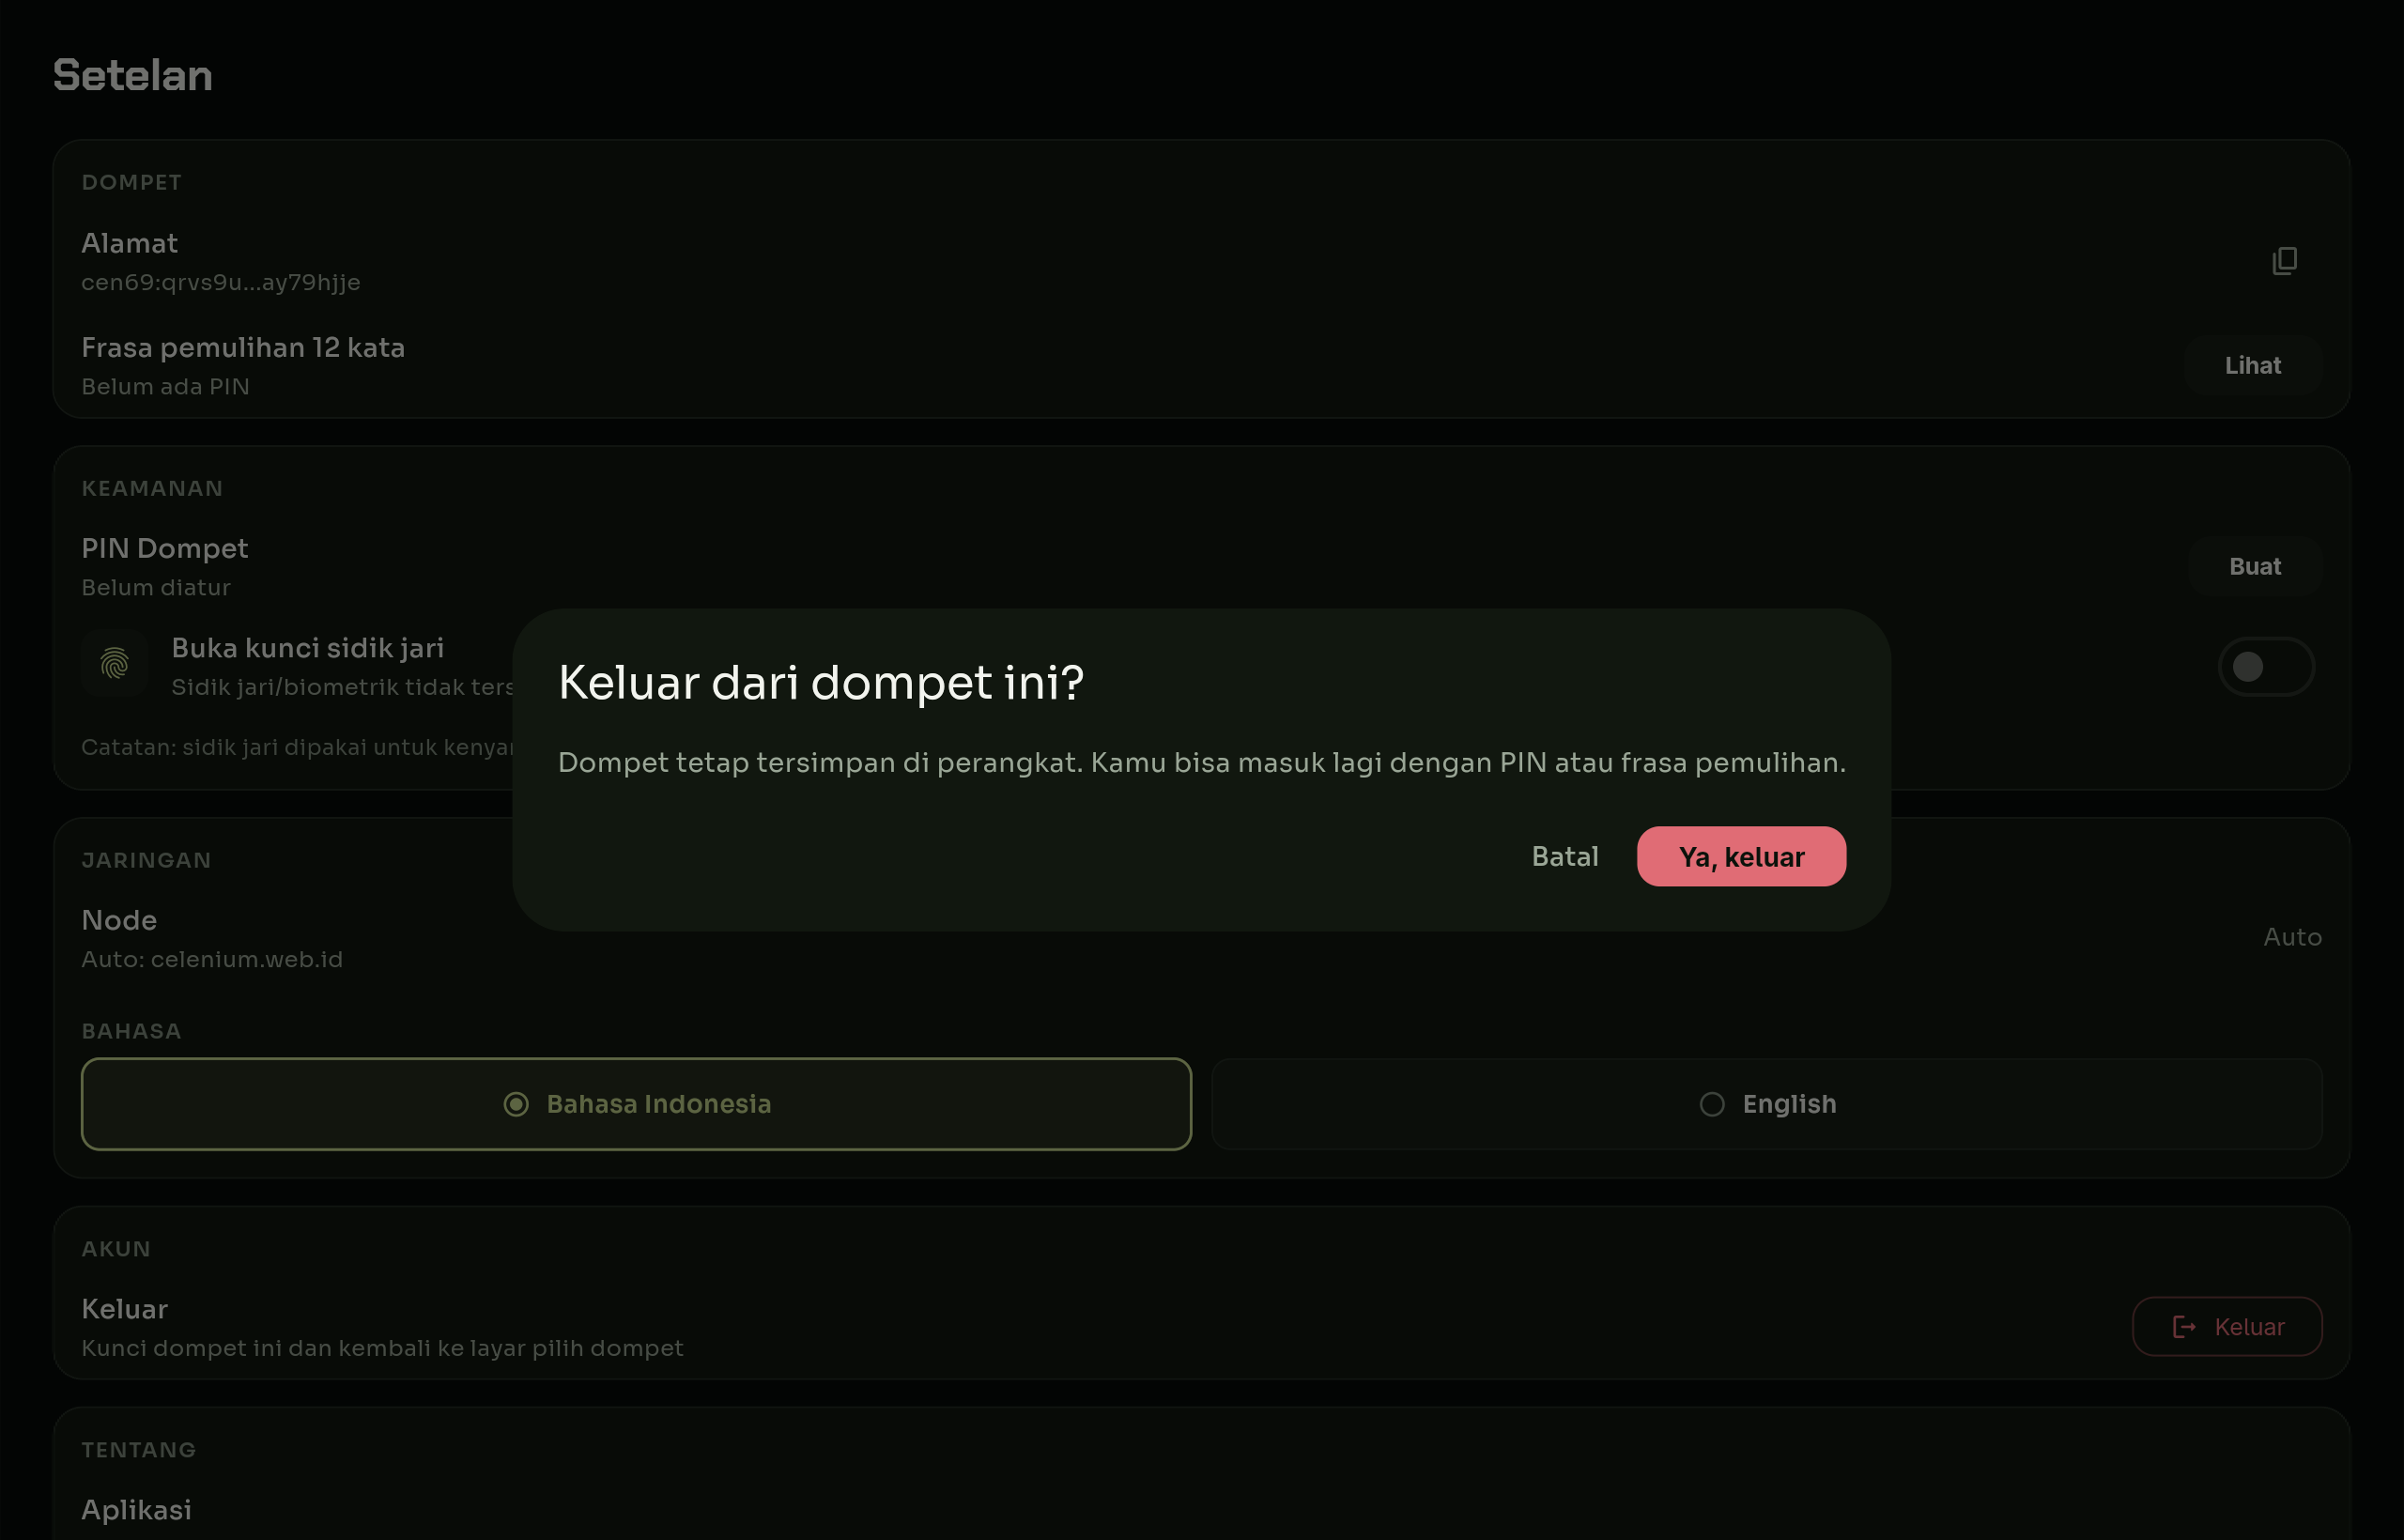 Setelan
DOMPET
Alamat
cen69:qrvs9u...ay79hjje
Frasa pemulihan 12 kata
Belum ada PIN
Lihat
KEAMANAN
PIN Dompet
Belum diatur
Buat
Buka kunci sidik jari
Sidik jari/biometrik tidak
Catatan: sidik jari dipakai untuk
Keluar dari dompet ini?
Dompet tetap tersimpan di perangkat. Kamu bisa masuk lagi dengan PIN atau frasa pemulihan.
Batal
Ya, keluar
JARINGAN
Node
Auto: celenium.web.id
Auto
BAHASA
Bahasa Indonesia
English
AKUN
Keluar
Kunci dompet ini dan kembali ke layar pilih dompet
Keluar
TENTANG
Aplikasi